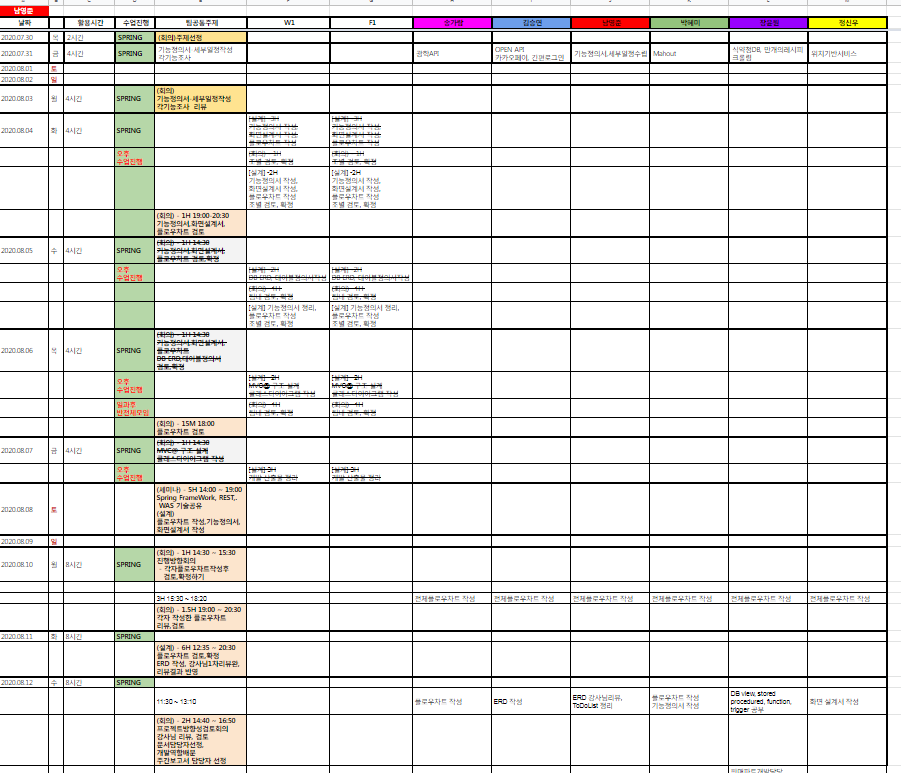 남영준
날짜 요일 활용시간 수업진행 팀공통주제 W1 F1 송가람 김승연 남영준 박혜미 정신우
2020.07.30 목 2시간 SPRING (회의)주제선정
2020.07.31 금 4시간 SPRING 기능정의서·세부일정작성
각기능조사
OPEN API
카카오페이, 간편로그인
기능정의서,세부일정수립
Mahout
위치기반서비스
2020.08.01 토
2020.08.02 일
2020.08.03 월 4시간 SPRING (회의)
기능정의서·세부일정작성
각기능조사 리뷰
2020.08.04 화 4시간 SPRING
[설계] -3H
기능정의서 작성,
화면설계서 작성,
플로우차트 작성
[설계] -3H
기능정의서 작성,
화면설계서 작성,
플로우차트 작성
오후
수업진행
(회의) - 1H
조별 검토, 확정
(회의) - 1H
조별 검토, 확정
[설계] -2H
기능정의서 작성,
화면설계서 작성,
플로우차트 작성
조별 검토, 확정
[설계] -2H
기능정의서 작성,
화면설계서 작성,
플로우차트 작성
조별 검토, 확정
(회의) - 1H 19:00-20:30
기능정의서,화면설계서,
플로우차트 검토
2020.08.05 수 4시간 SPRING
(회의) - 1H 14:30
기능정의서,화면설계서,
플로우차트 검토,확정
오후
수업진행
[설계] -2H
DB ERD, 테이블정의서작성
[설계] -2H
DB ERD, 테이블정의서작성
(회의) -1H
팀내 검토, 확정
(회의) -1H
팀내 검토, 확정
[설계] 기능정의서 정리,
플로우차트 작성
조별 검토, 확정
[설계] 기능정의서 정리,
플로우차트 작성
조별 검토, 확정
2020.08.06 목 4시간 SPRING
(회의) - 1H 14:30
기능정의서,화면설계서,
플로우차트
DB ERD,테이블정의서
검토,확정
오후
수업진행
[설계] -2H
구조 설계
클래스다이어그램 작성
[설계] -2H
구조 설계
클래스다이어그램 작성
일과후
반전체모임
(회의) -1H
팀내 검토, 확정
(회의) -1H
팀내 검토, 확정
(회의) - 15M 18:00
플로우차트 검토
2020.08.07 금 4시간 SPRING
(회의) - 1H 14:30
구조 설계
클래스다이어그램 작성
오후
수업진행
[설계]-3H
개발 산출물 정리
[설계]-3H
개발 산출물 정리
2020.08.08 토
(세미나) - 5H 14:00 ~ 19:00
Spring FrameWork, REST,.
WAS 기술공유
(설계)
플로우차트 작성,기능정의서,
화면설계서 작성
2020.08.09 일
2020.08.10 월 8시간 SPRING
(회의) - 1H 14:30 ~ 15:30
진행방향회의
- 각자플로우차트작성후
검토,확정하기
3H 15:30 ~ 18:20 전체플로우차트 작성 전체플로우차트 작성 전체플로우차트 작성 전체플로우차트 작성 전체플로우차트 작성 전체플로우차트 작성
(회의) - 1.5H 19:00 ~ 20:30
각자 작성한 플로우차트
리뷰,검토
2020.08.11 화 8시간 SPRING
(설계) - 6H 12:35 ~ 20:30
플로우차트 검토,확정
ERD 작성, 강사님1차리뷰완,
리뷰결과 반영
2020.08.12 수 8시간 SPRING
11:30 ~ 13:10
플로우차트 작성
ERD 작성
ERD 강사님리뷰,
ToDoList 정리
플로우차트 작성
기능정의서 작성
DB view, stored
procedured, function,
trigger 공부
화면 설계서 작성
(회의) - 2H 14:40 ~ 16:50
프로젝트방향성검토회의
강사님 리뷰, 검토
문서담당자선정,
개발역할배분
주간보고서 담당자 선정